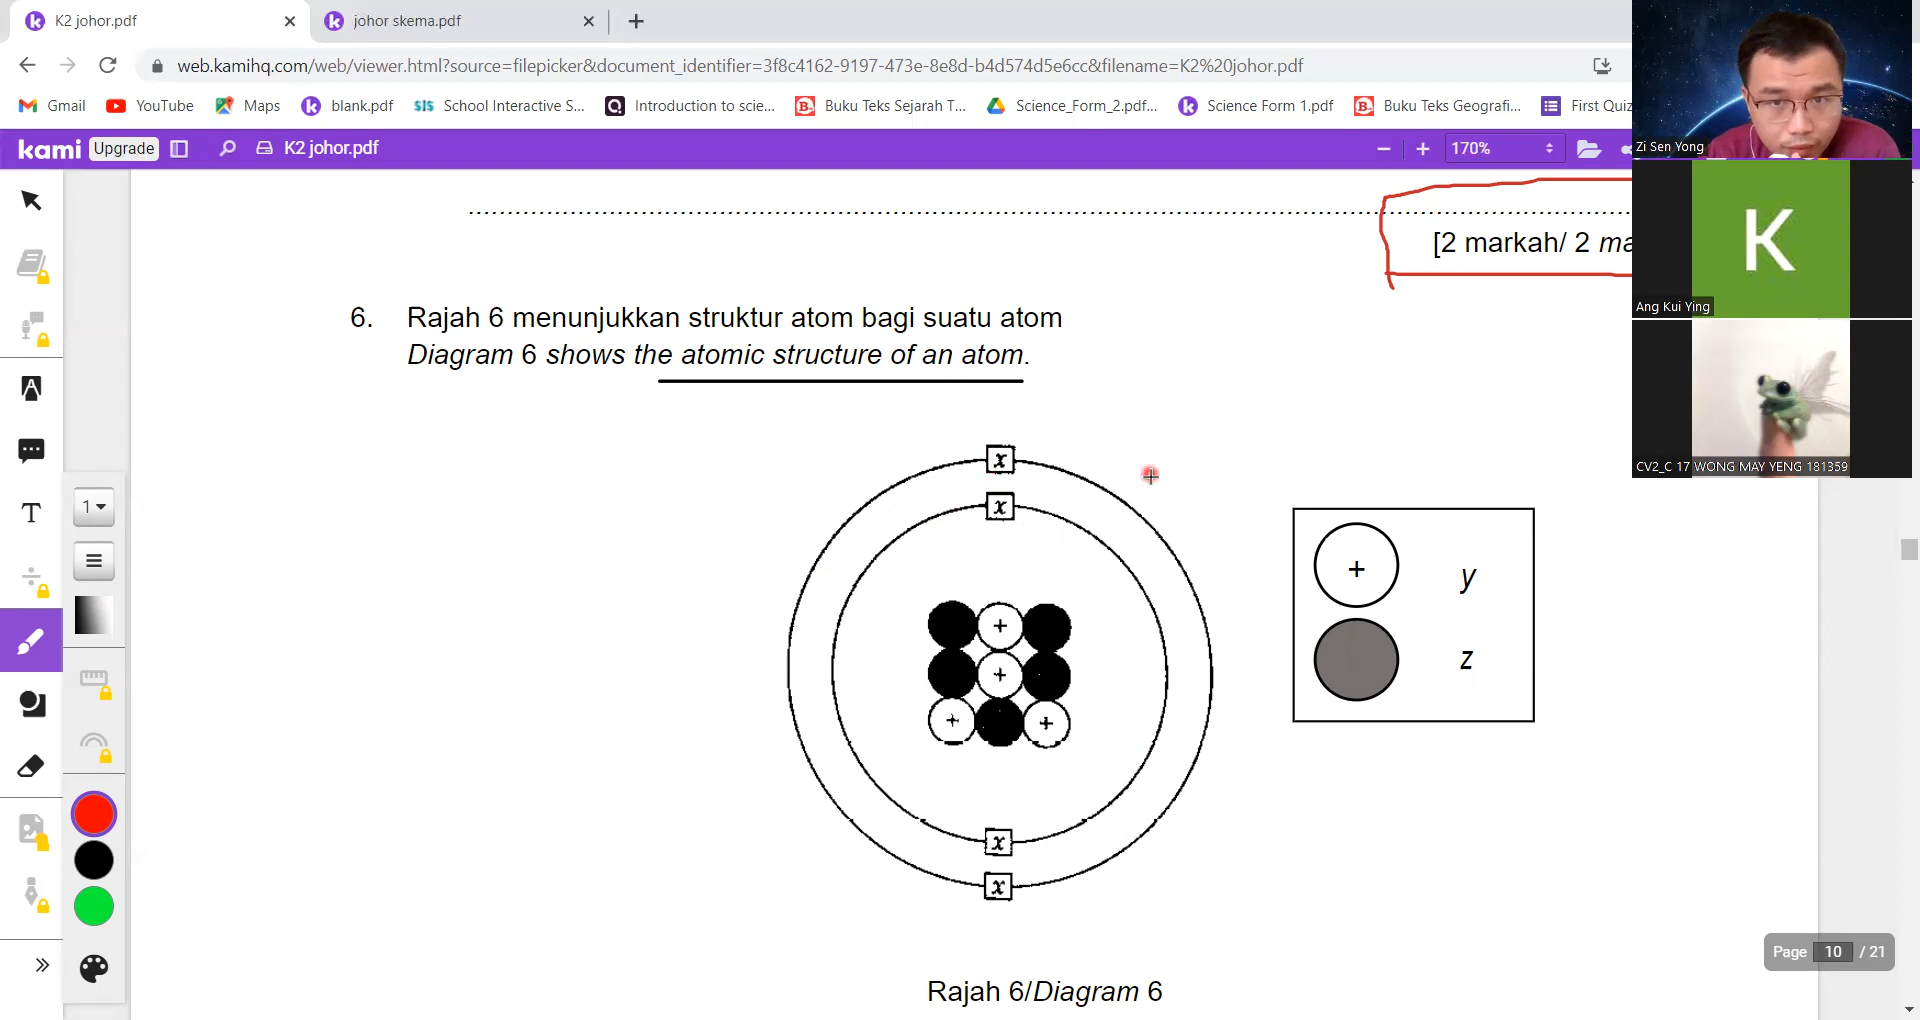 K2 johor.pdf
johor skema.pdf
web.kamihq.com/web/viewer.html?source=filepicker&document_identifier=3f8c4162-9197-473e-8e8d-b4d574d5e6cc&filename=K2%20johor.pdf
Gmail YouTube Maps blank.pdf School Interactive S... Introduction to scie... Buku Teks Sejarah T... Science_Form_2.pdf... Science Form 1.pdf Buku Teks Geografi... First Quiz
SIS
kami Upgrade K2 johor.pdf 170%
Zi Sen Yong
K
Ang Kui Ying
CV2_C 17 WONG MAY YENG 181359
[2 markah/ 2 ma
6. Rajah 6 menunjukkan struktur atom bagi suatu atom
Diagram 6 shows the atomic structure of an atom.
x
x
+ y
z
+
+
+ +
x
x
Rajah 6/Diagram 6
T
1
Page 10 / 21